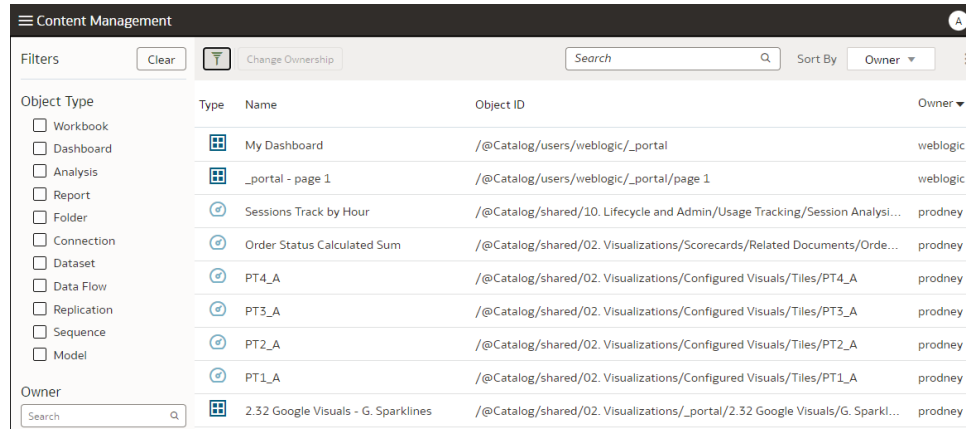 Content Management
A
Filters
Clear
Change Ownership
Search
Sort By
Owner
Object Type
Workbook
Dashboard
Analysis
Report
Folder
Connection
Dataset
Data Flow
Replication
Sequence
Model
Owner
Search
Type Name Object ID Owner
My Dashboard /@Catalog/users/weblogic/_portal weblogic
_portal - page 1 /@Catalog/users/weblogic/_portal/page 1 weblogic
Sessions Track by Hour /@Catalog/shared/10. Lifecycle and Admin/Usage Tracking/Session Analysi... prodney
Order Status Calculated Sum /@Catalog/shared/02. Visualizations/Scorecards/Related Documents/Orde... prodney
PT4_A /@Catalog/shared/02. Visualizations/Configured Visuals/Tiles/PT4_A prodney
PT3_A /@Catalog/shared/02. Visualizations/Configured Visuals/Tiles/PT3_A prodney
PT2_A /@Catalog/shared/02. Visualizations/Configured Visuals/Tiles/PT2_A prodney
PT1_A /@Catalog/shared/02. Visualizations/Configured Visuals/Tiles/PT1_A prodney
2.32 Google Visuals - G. Sparklines /@Catalog/shared/02. Visualizations/_portal/2.32 Google Visuals/G. Sparkl... prodney